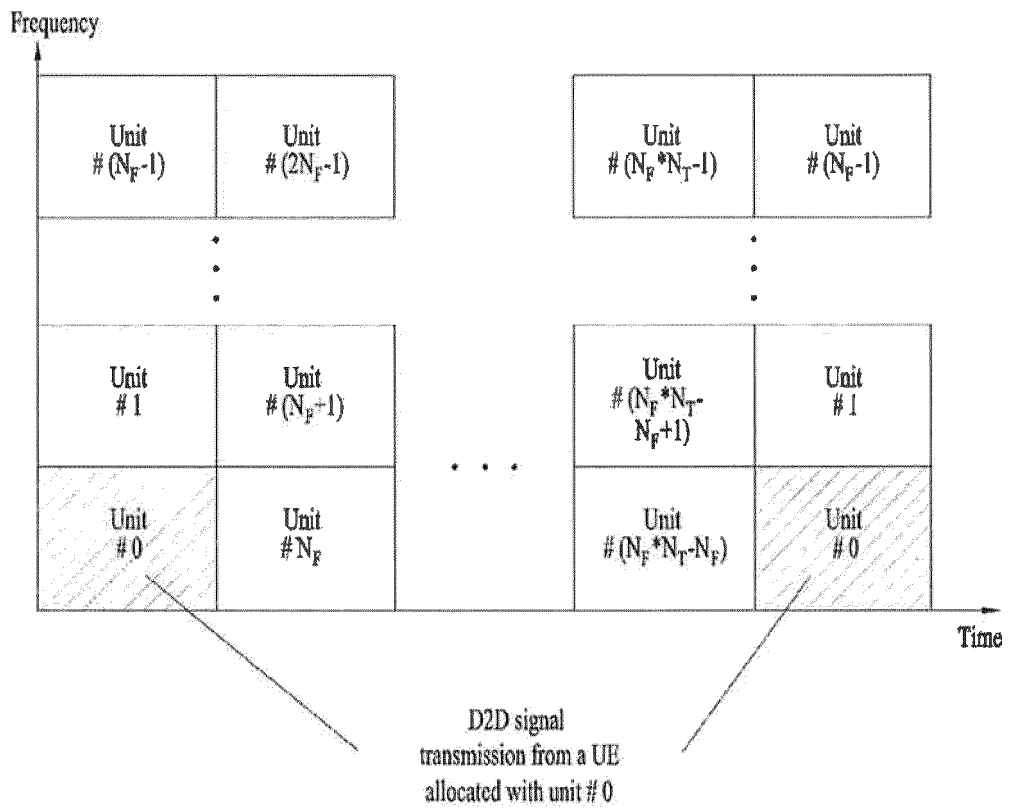 Frequency
Unit
# (N_F-1)
Unit
# (2N_F-1)
Unit
# (N_F*N_T-1)
Unit
# (N_F-1)
Unit
# 1
Unit
# (N_F+1)
Unit
# (N_F*N_T-
N_F+1)
Unit
# 1
Unit
# 0
Unit
# N_F
Unit
# (N_F*N_T-N_F)
Unit
# 0
Time
D2D signal
transmission from a UE
allocated with unit # 0